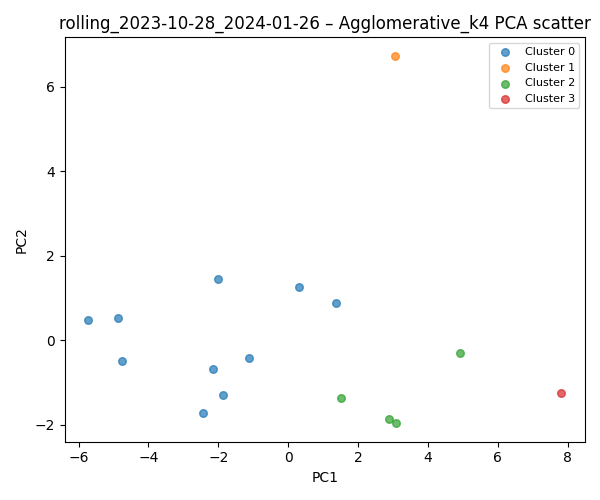 rolling_2023-10-28_2024-01-26 – Agglomerative_k4 PCA scatter
Cluster 0
Cluster 1
Cluster 2
Cluster 3
PC2
6
4
2
0
−2
−6
−4
−2
0
2
4
6
8
PC1